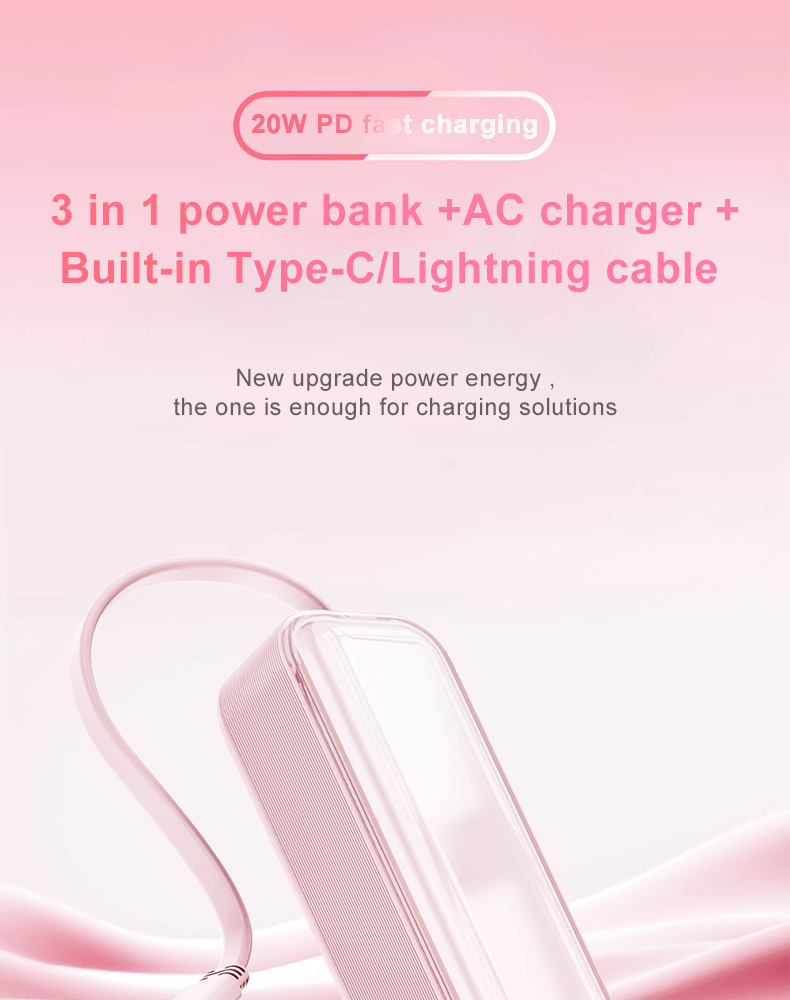 20W PD fast charging
3 in 1 power bank +AC charger +
Built-in Type-C/Lightning cable
New upgrade power energy ,
the one is enough for charging solutions